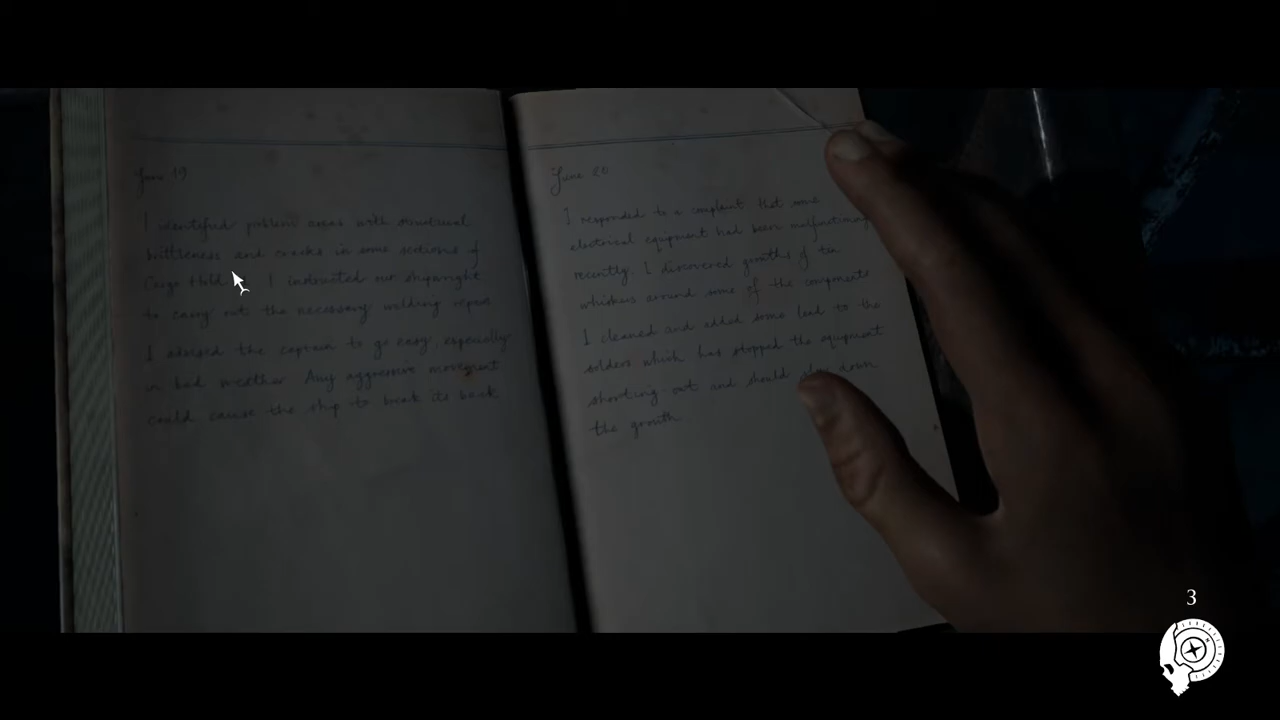 June 19
I identified problem areas with structural
brittleness and cracks in some sections of
Cargo Hold I instructed our shipwright
to carry out the necessary welding repair
I advised the captain to go easy, especially
in bad weather Any aggressive movement
could cause the ship to break its back
June 20
I responded to a complaint that some
electrical equipment had been malfunctioning
recently. I discovered growths of tin
whiskers around some of the components
I cleaned and added some lead to the
solders which has stopped the equipment
shorting out and should slow down
the growth
3
N